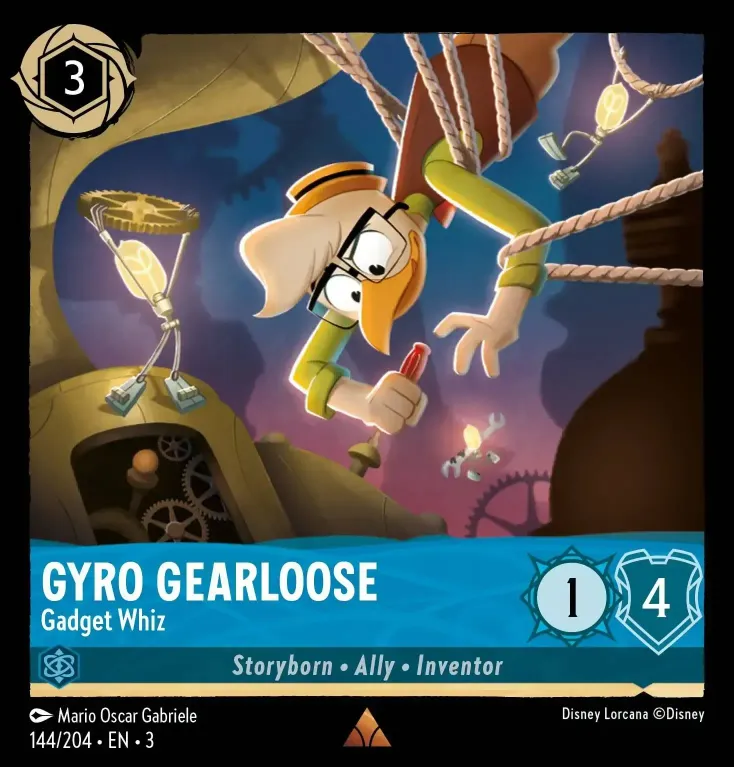 3
GYRO GEARLOOSE
Gadget Whiz
1
4
Storyborn • Ally • Inventor
Mario Oscar Gabriele
Disney Lorcana ©Disney
144/204 • EN • 3